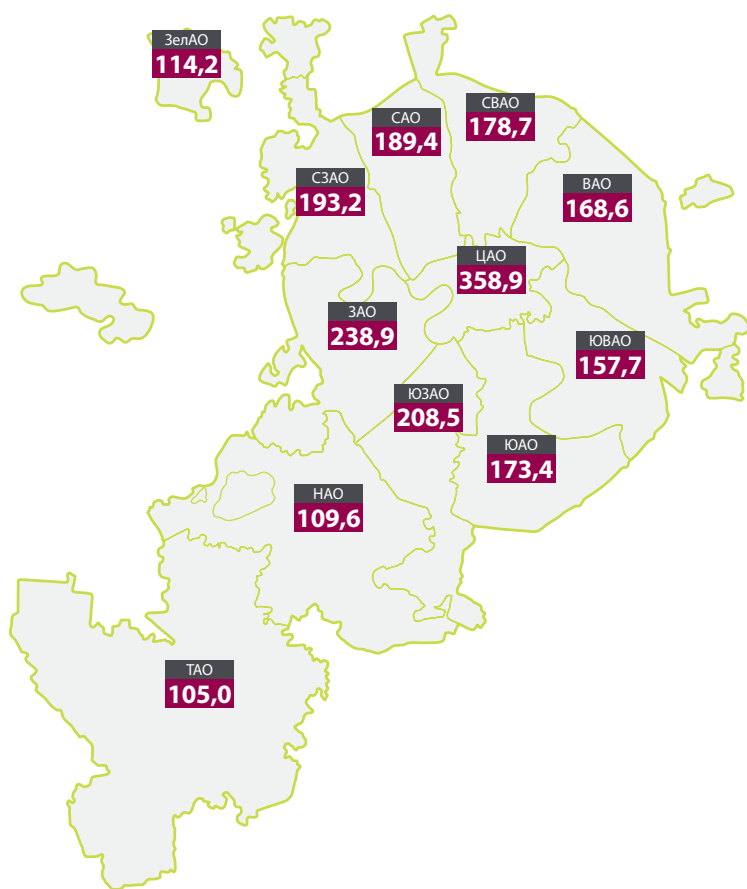 ЗелАО
114,2
СВАО
178,7
САО
189,4
СЗАО
193,2
ВАО
168,6
ЦАО
358,9
ЗАО
238,9
ЮВАО
157,7
ЮЗАО
208,5
ЮАО
173,4
НАО
109,6
ТАО
105,0